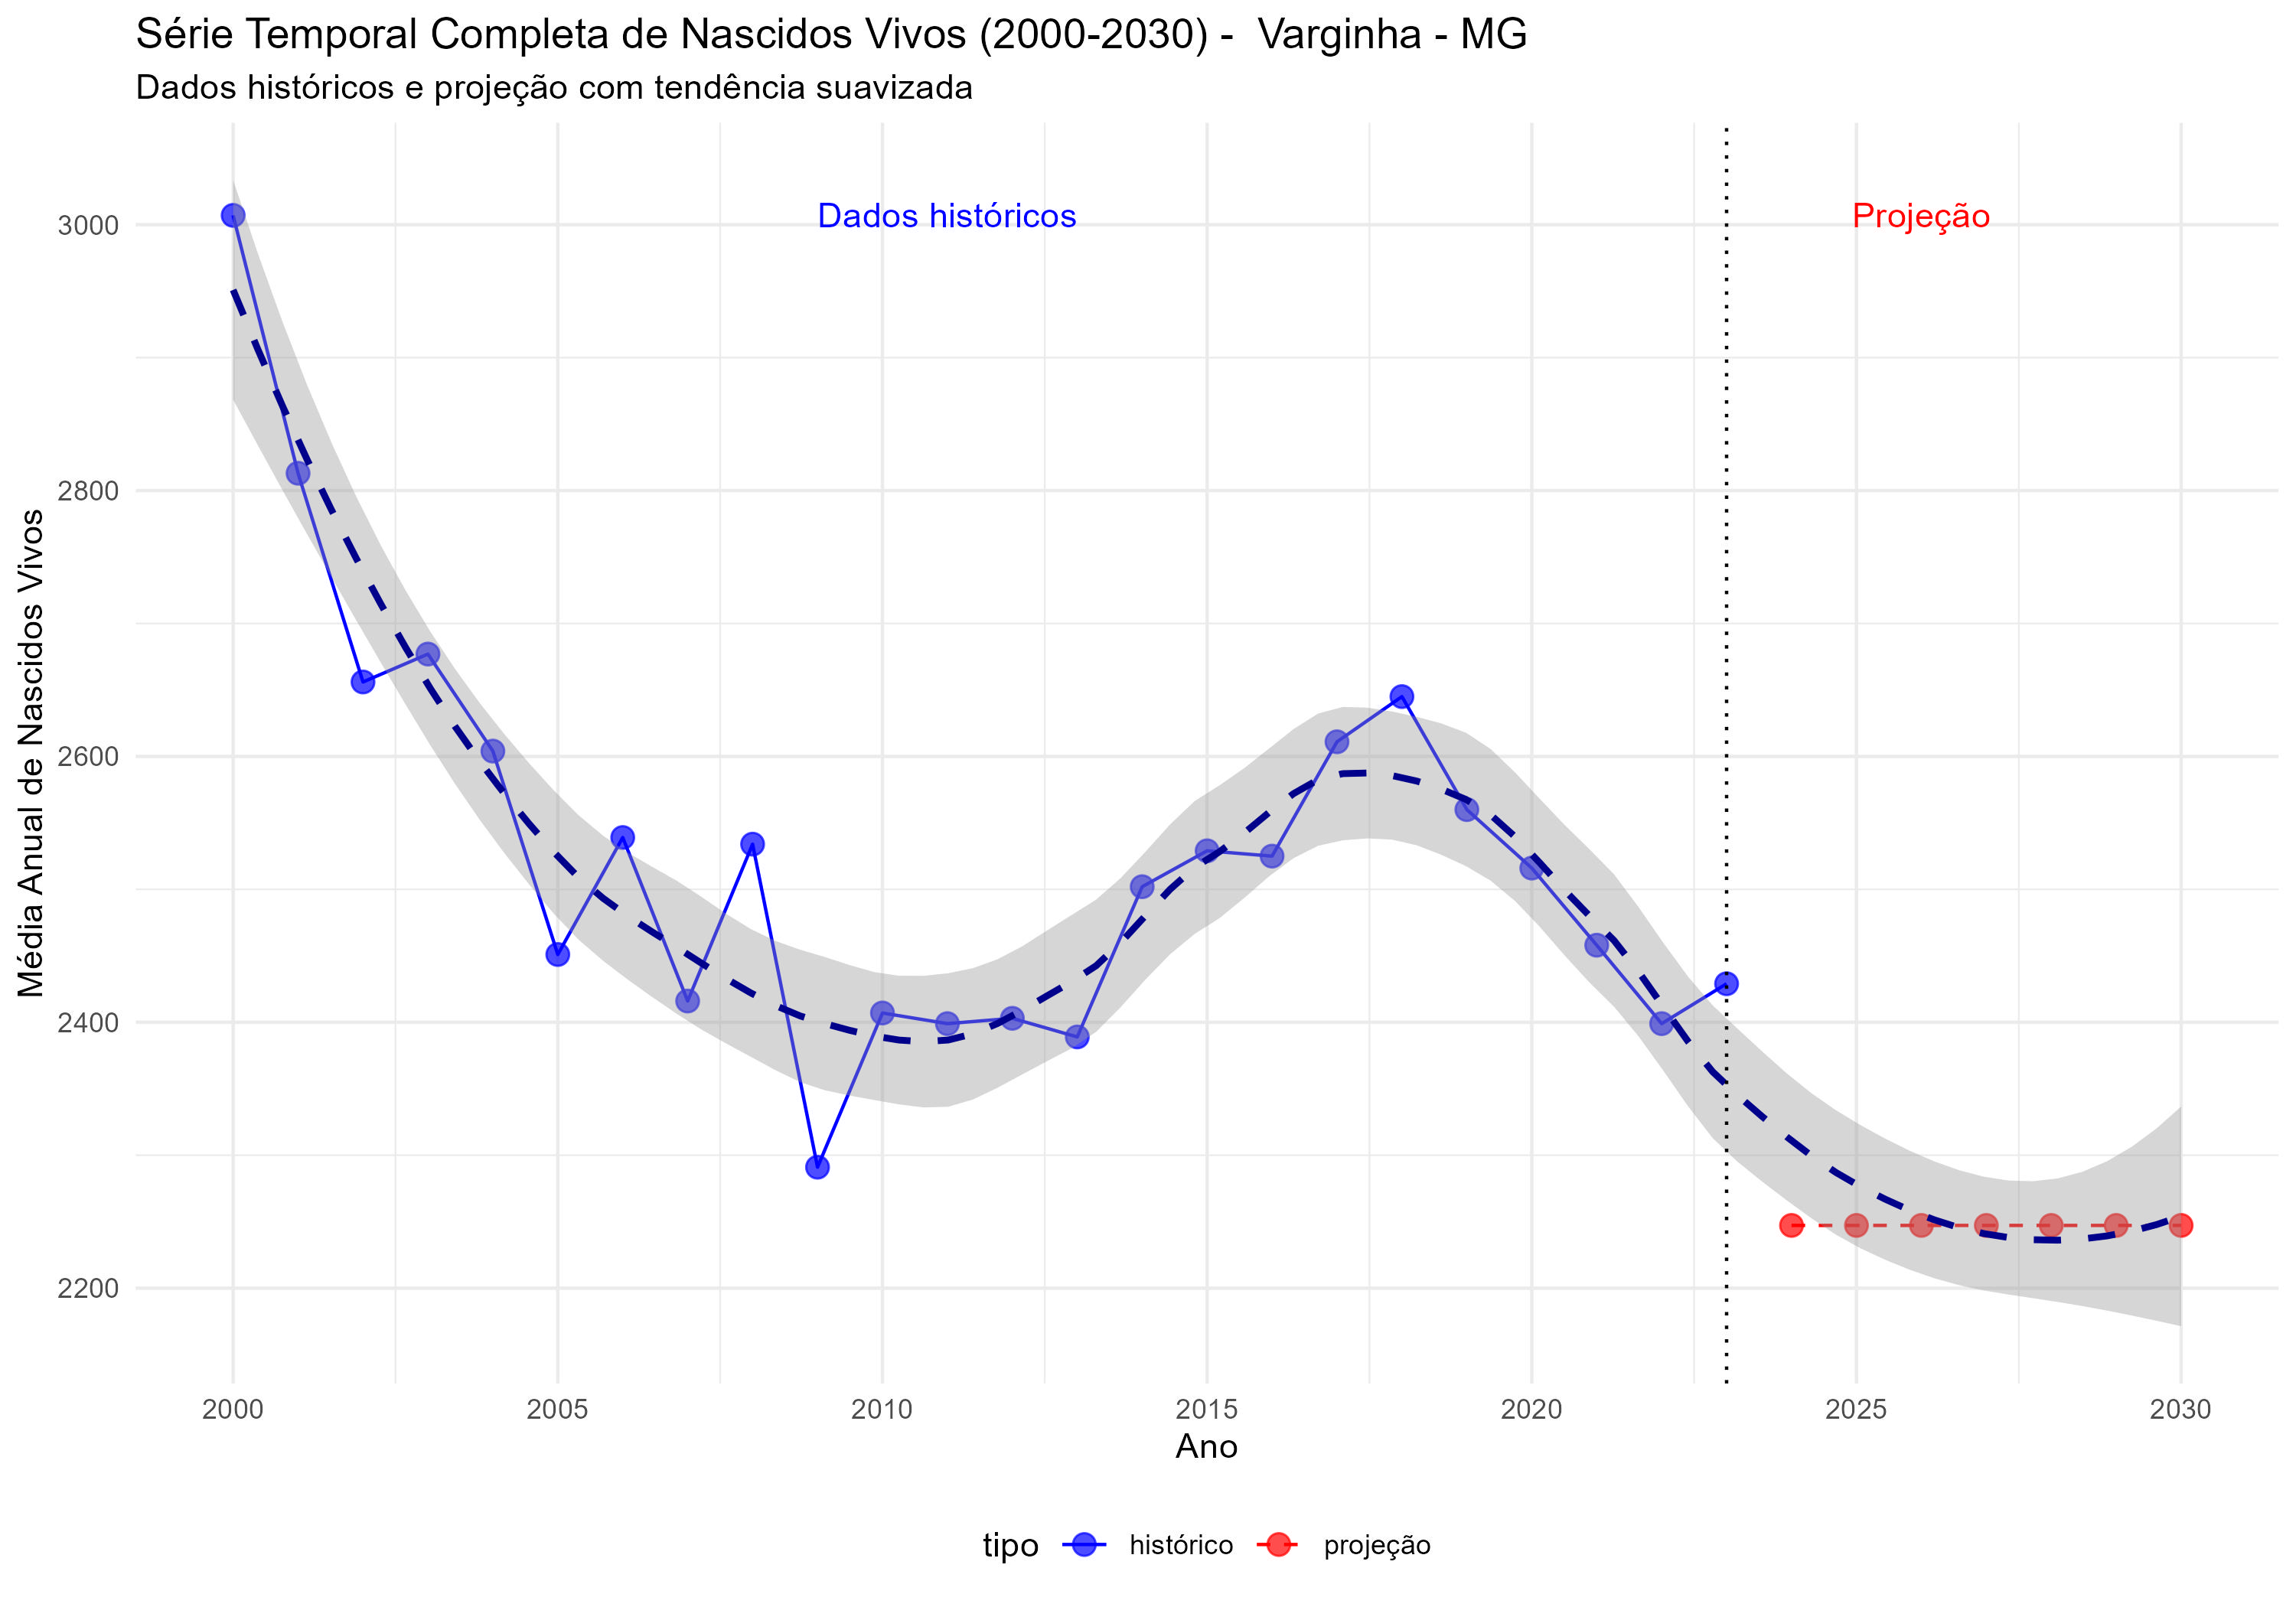 Série Temporal Completa de Nascidos Vivos (2000-2030) -  Varginha - MG
Dados históricos e projeção com tendência suavizada
Média Anual de Nascidos Vivos
3000
2800
2600
2400
2200
Dados históricos
Projeção
2000 2005 2010 2015 2020 2025 2030
Ano
tipo histórico projeção